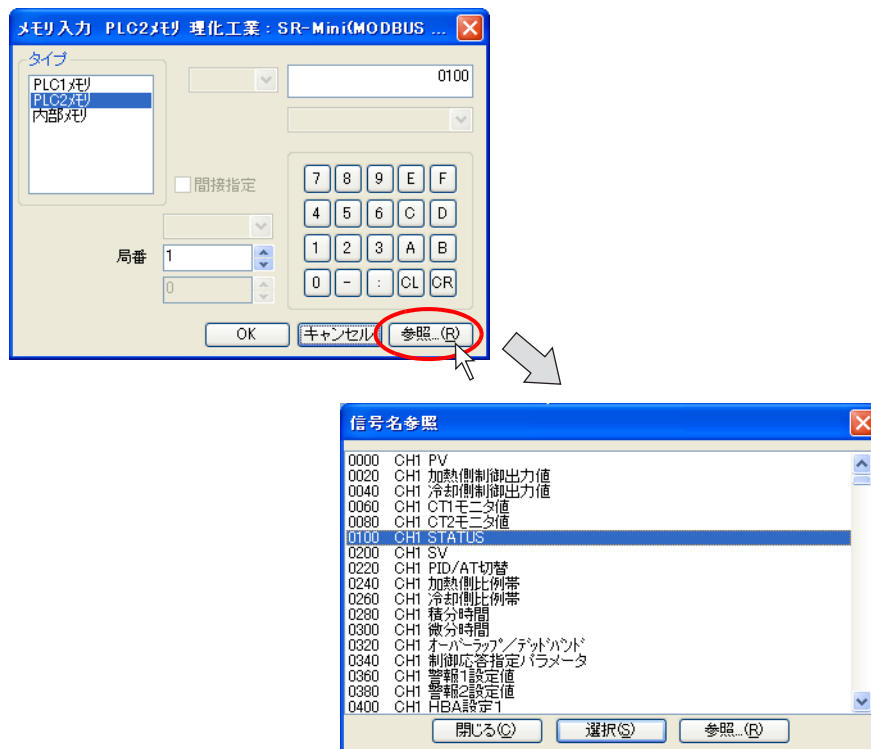 メモリ入力 PLC2メモリ 理化工業：SR-Mini(MODBUS ...
タイプ
PLC1メモリ
PLC2メモリ
内部メモリ
0100
間接指定
7 8 9 E F
4 5 6 C D
1 2 3 A B
0 - : CL CR
局番 1
0
OK キャンセル 参照...(R)
信号名参照
0000 CH1 PV
0020 CH1 加熱側制御出力値
0040 CH1 冷却側制御出力値
0060 CH1 CT1モニタ値
0080 CH1 CT2モニタ値
0100 CH1 STATUS
0200 CH1 SV
0220 CH1 PID/AT切替
0240 CH1 加熱側比例帯
0260 CH1 冷却側比例帯
0280 CH1 積分時間
0300 CH1 微分時間
0320 CH1 オーバーラップ／デッドバンド
0340 CH1 制御応答指定パラメータ
0360 CH1 警報1設定値
0380 CH1 警報2設定値
0400 CH1 HBA設定1
閉じる(C) 選択(S) 参照...(R)